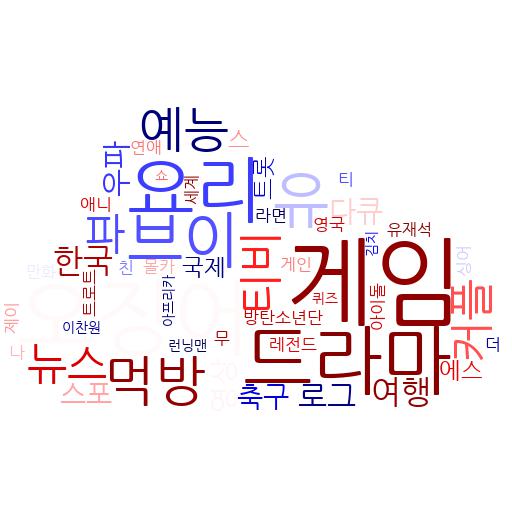 예능
스
연애
우파
요리
쇼
세계
트롯
유
티
애니
파
브이
라면
다큐
영국
유재석
김치
한국
친
몰카
국제
티비
게인
게임
싱어
만화
트로트
아프리카
퀴즈
아이돌
커플
제이
이찬원
방탄소년단
더
나
런닝맨
무
레전드
드라마
뉴스
먹방
영상
에스
스포
축구
로그
여행